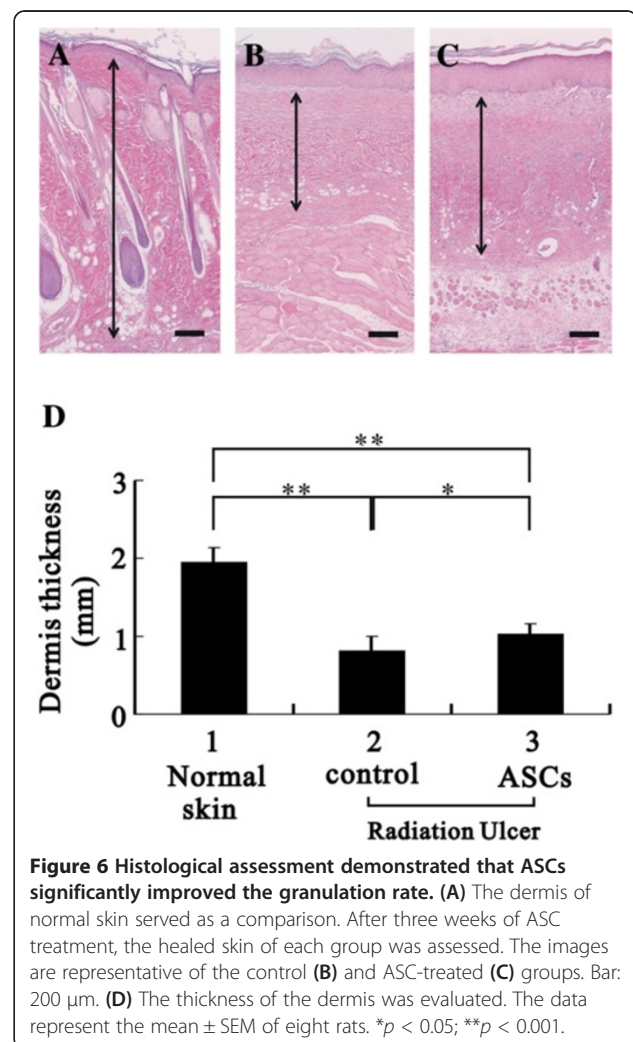 A
B
C
D
**
**
*
Dermis thickness
(mm)
3
2
1
0
1
2
3
Normal
skin
control
ASCs
Radiation Ulcer
Figure 6 Histological assessment demonstrated that ASCs
significantly improved the granulation rate. (A) The dermis of
normal skin served as a comparison. After three weeks of ASC
treatment, the healed skin of each group was assessed. The images
are representative of the control (B) and ASC-treated (C) groups. Bar:
200 μm. (D) The thickness of the dermis was evaluated. The data
represent the mean ± SEM of eight rats. *p < 0.05; **p < 0.001.